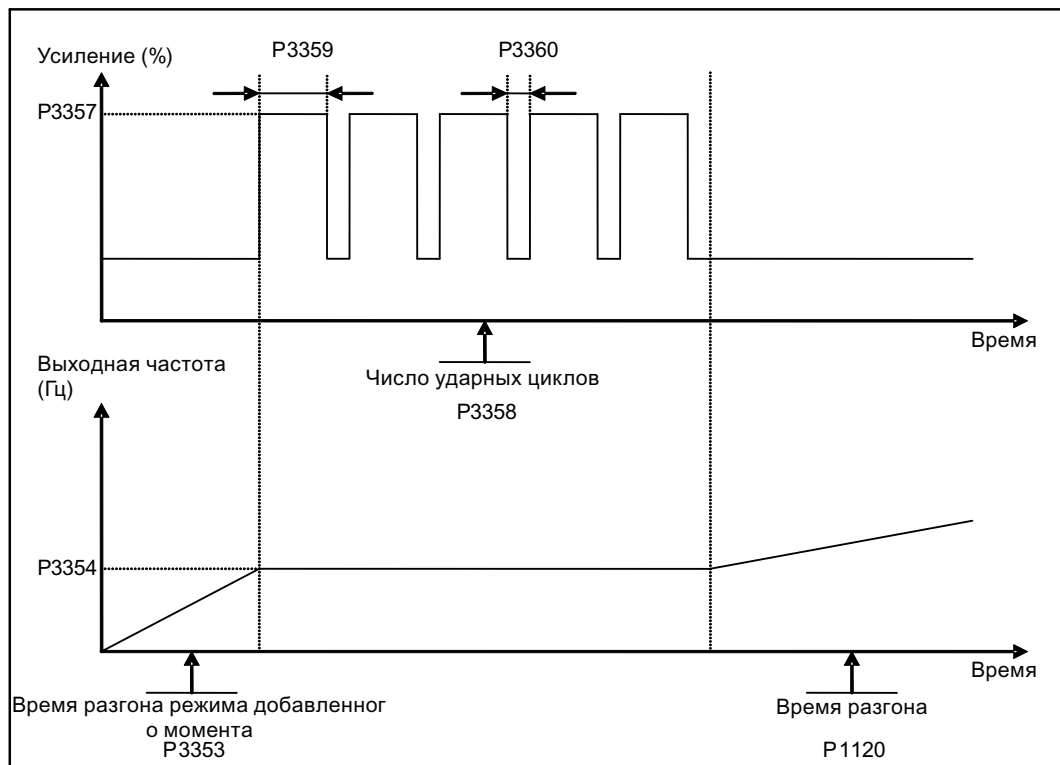 P3359
P3360
Усиление (%)
P3357
Время
Выходная частота
(Гц)
Число ударных циклов
P3358
P3354
Время
Время разгона режима добавленног
о момента
P3353
Время разгона
P1120